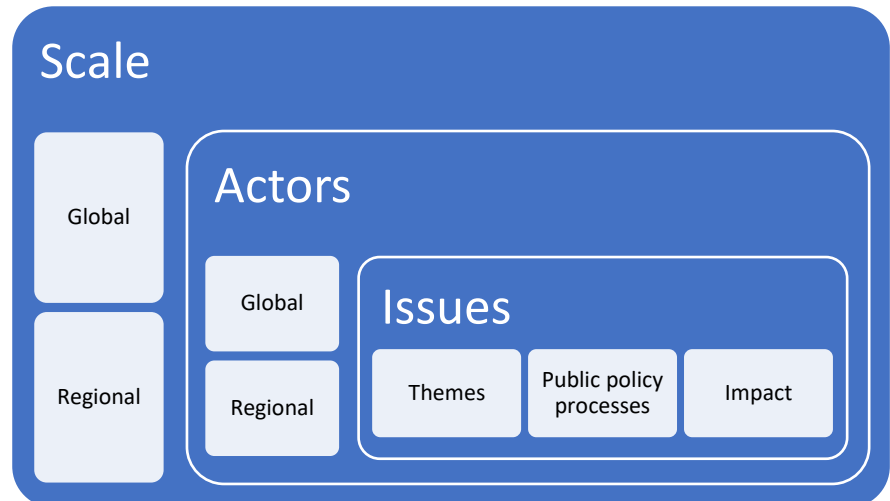 Scale
Global
Regional
Actors
Global
Regional
Issues
Themes
Public policy
processes
Impact